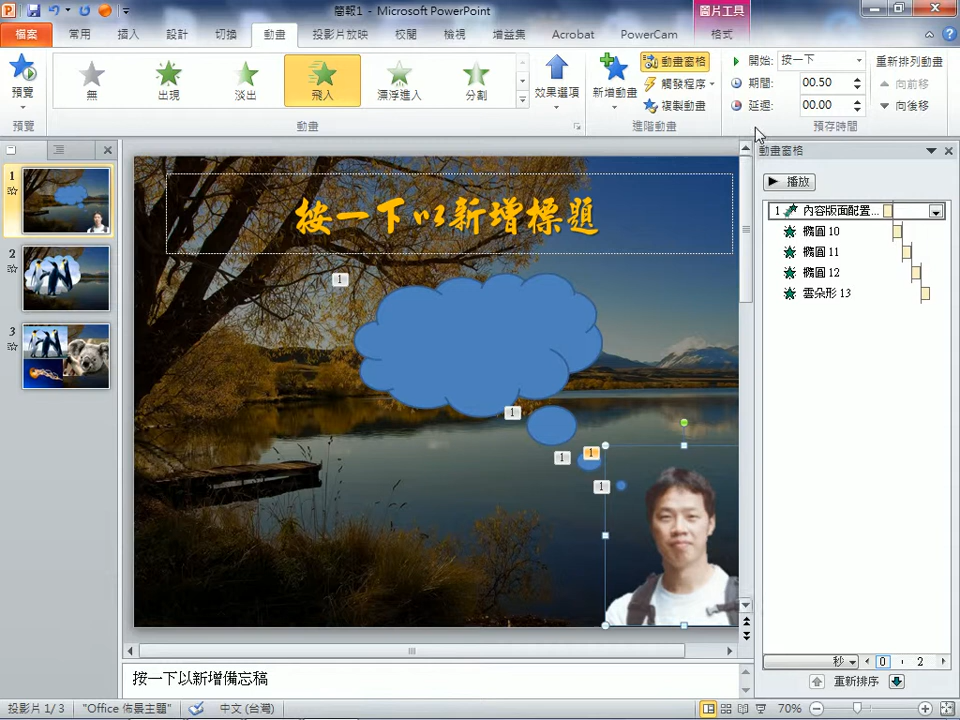 簡報1 - Microsoft PowerPoint
圖片工具
檔案 常用 插入 設計 切換 動畫 投影片放映 校閱 檢視 增益集 Acrobat PowerCam 格式
預覽 無 出現 淡出 飛入 漂浮進入 分割 效果選項 新增動畫
動畫窗格
觸發程序
複製動畫
開始: 按一下
期間: 00.50
延遲: 00.00
重新排列動畫
向前移
向後移
預覽 動畫 進階動畫 預存時間
動畫窗格
播放
1 內容版面配置...
橢圓 10
橢圓 11
橢圓 12
雲朵形 13
1
2
3
按一下以新增標題
1
1
1
1
1
秒 0 2
重新排序
按一下以新增備忘稿
投影片 1/ 3 "Office 佈景主題" 中文 (台灣) 70%